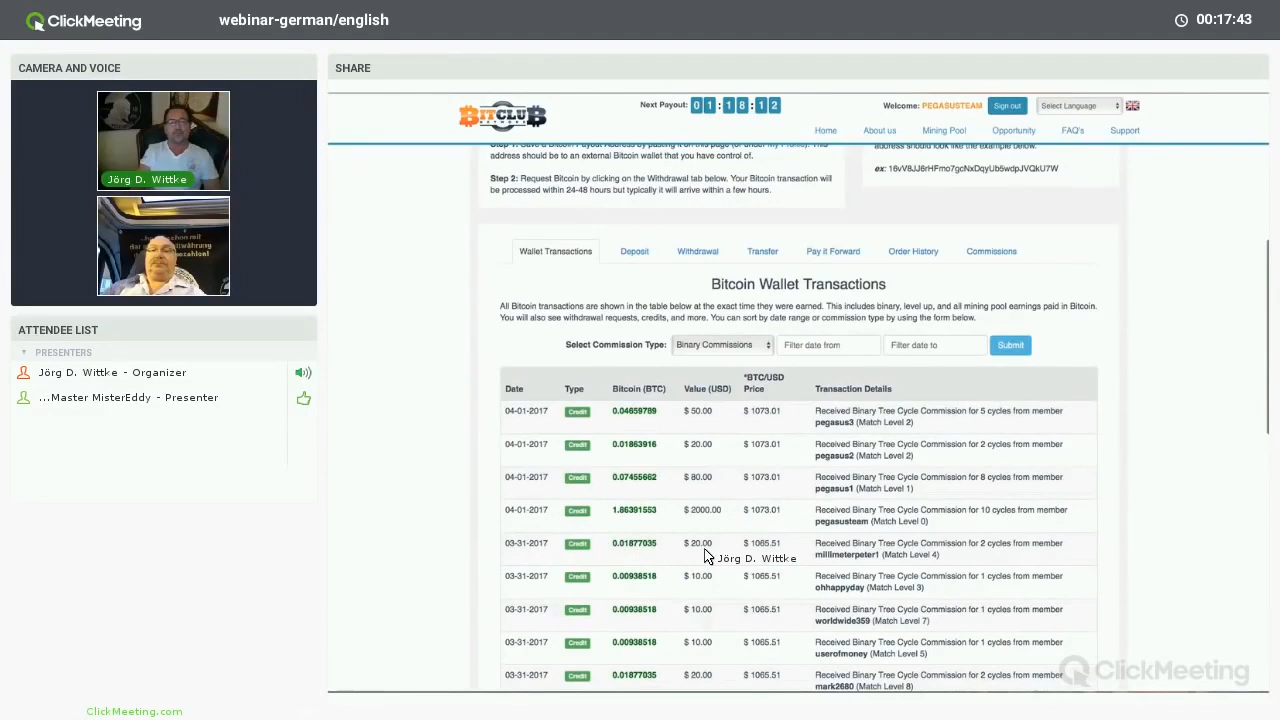 ClickMeeting
webinar-german/english
00:17:43
CAMERA AND VOICE
Jörg D. Wittke
ATTENDEE LIST
PRESENTERS
Jörg D. Wittke - Organizer
...Master MisterEddy - Presenter
ClickMeeting.com
SHARE
BITCLUB
NETWORK
Next Payout: 01:18:12
Welcome: PEGASUSTEAM Sign out Select Language
Home About us Mining Pool Opportunity FAQ's Support
address should be to an external Bitcoin wallet that you have control of.
Step 2: Request Bitcoin by clicking on the Withdrawal tab below. Your Bitcoin transaction will
be processed within 24-48 hours but typically it will arrive within a few hours.
address should look like the example below.
ex: 16vV8JJ6rHFmo7gcNxDqyUb5wdpJVQkU7W
Wallet Transactions Deposit Withdrawal Transfer Pay it Forward Order History Commissions
Bitcoin Wallet Transactions
All Bitcoin transactions are shown in the table below at the exact time they were earned. This includes binary, level up, and all mining pool earnings paid in Bitcoin.
You will also see withdrawal requests, credits, and more. You can sort by date range or commission type by using the form below.
Select Commission Type: Binary Commissions Filter date from Filter date to Submit
Date Type Bitcoin (BTC) Value (USD) *BTC/USD Price Transaction Details
04-01-2017 Credit 0.04659789 $ 50.00 $ 1073.01 Received Binary Tree Cycle Commission for 5 cycles from member
pegasus3 (Match Level 2)
04-01-2017 Credit 0.01863916 $ 20.00 $ 1073.01 Received Binary Tree Cycle Commission for 2 cycles from member
pegasus2 (Match Level 2)
04-01-2017 Credit 0.07455662 $ 80.00 $ 1073.01 Received Binary Tree Cycle Commission for 8 cycles from member
pegasus1 (Match Level 1)
04-01-2017 Credit 1.86391553 $ 2000.00 $ 1073.01 Received Binary Tree Cycle Commission for 10 cycles from member
pegasusteam (Match Level 0)
03-31-2017 Credit 0.01877035 $ 20.00 $ 1065.51 Received Binary Tree Cycle Commission for 2 cycles from member
millimeterpeter1 (Match Level 4)
Jörg D. Wittke
03-31-2017 Credit 0.00938518 $ 10.00 $ 1065.51 Received Binary Tree Cycle Commission for 1 cycles from member
ohhappyday (Match Level 3)
03-31-2017 Credit 0.00938518 $ 10.00 $ 1065.51 Received Binary Tree Cycle Commission for 1 cycles from member
worldwide359 (Match Level 7)
03-31-2017 Credit 0.00938518 $ 10.00 $ 1065.51 Received Binary Tree Cycle Commission for 1 cycles from member
userofmoney (Match Level 5)
03-31-2017 Credit 0.01877035 $ 20.00 $ 1065.51 Received Binary Tree Cycle Commission for 2 cycles from member
mark2680 (Match Level 8)
ClickMeeting